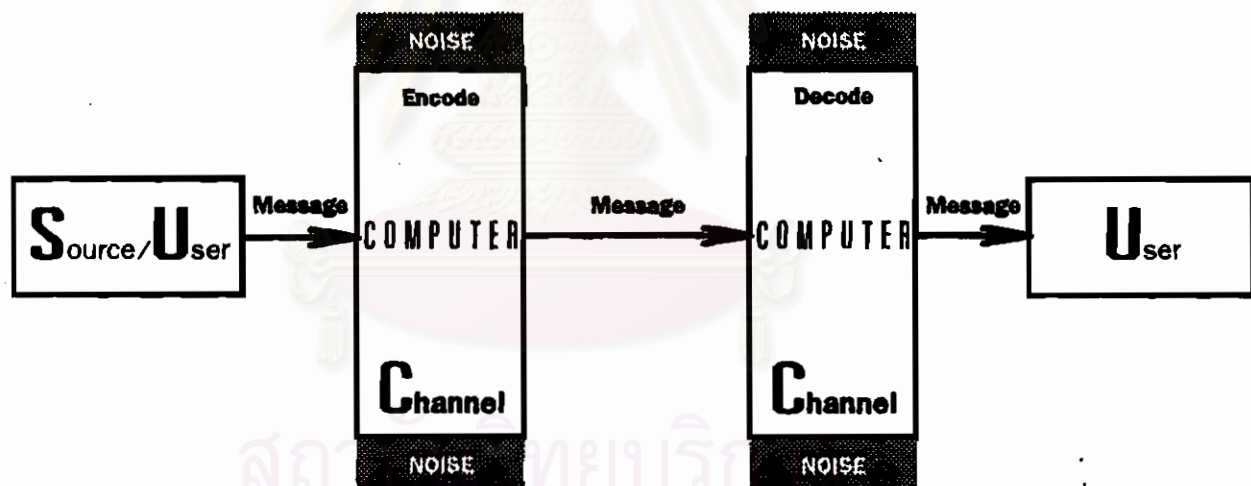 NOISE
NOISE
Encode
Decode
Source/User
Message
COMPUTER
Message
COMPUTER
Message
User
Channel
Channel
NOISE
NOISE